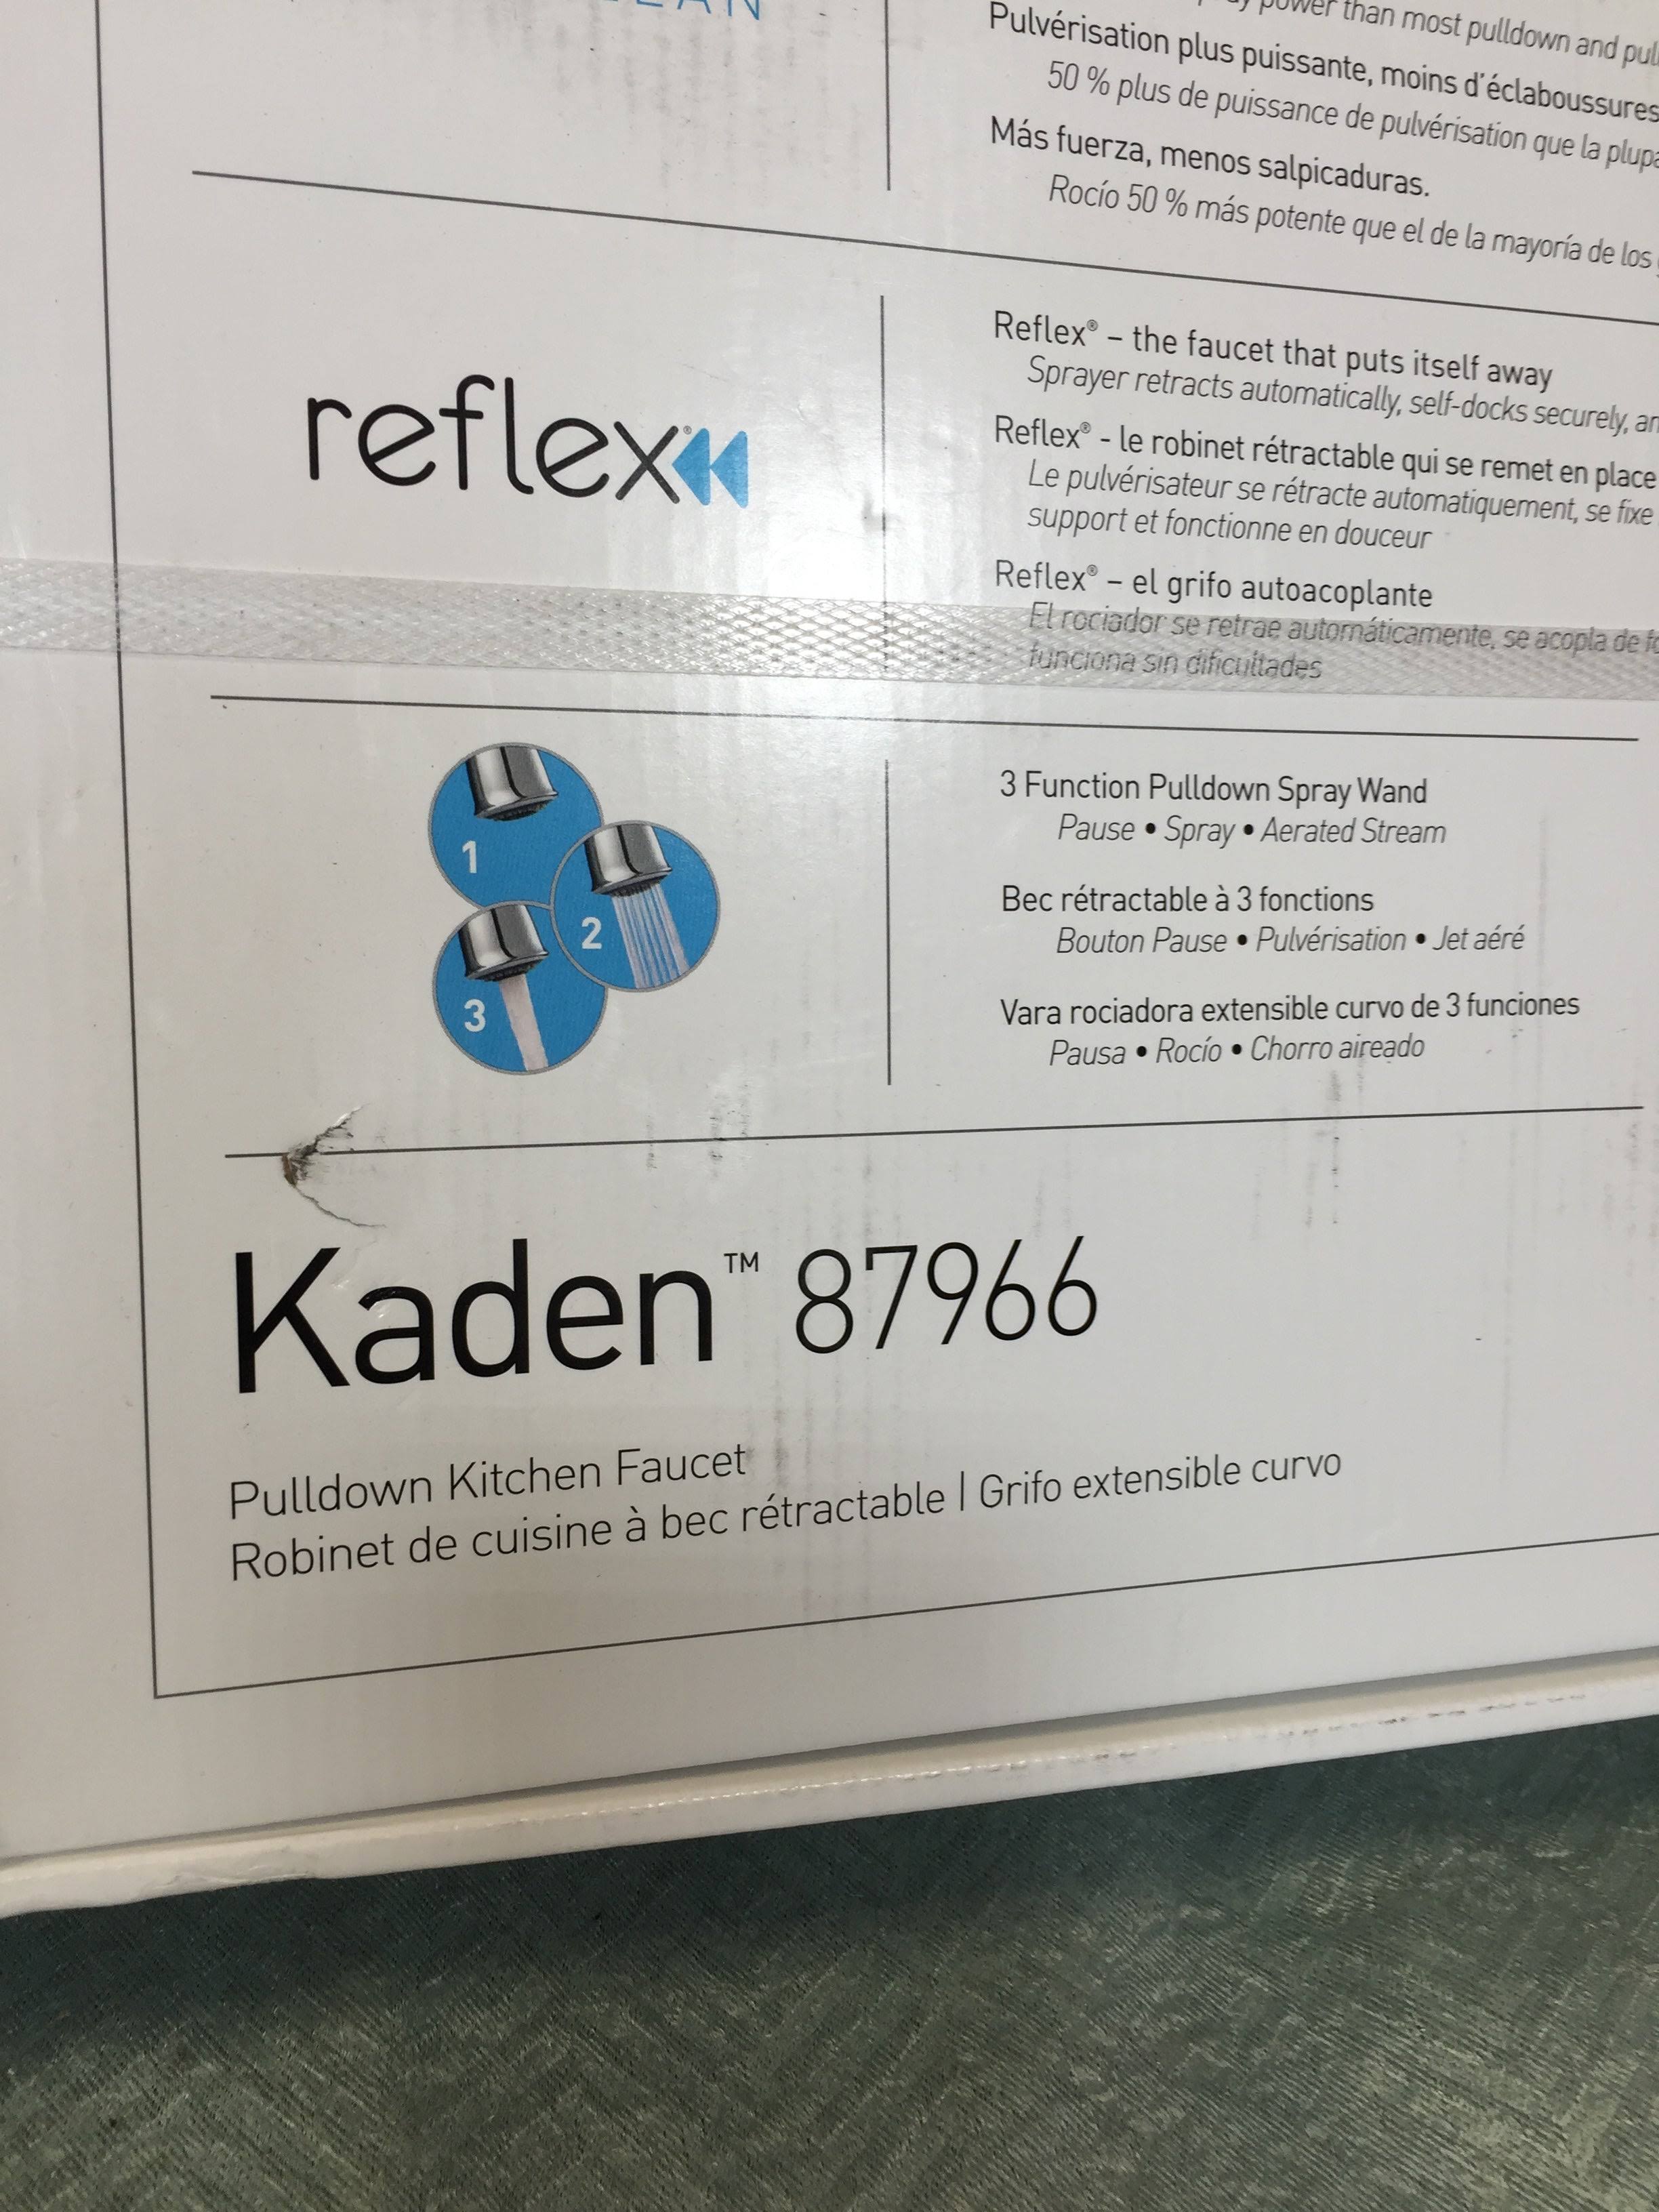 power than most pulldown and
Pulvérisation plus puissante, moins d'éclaboussures
50 % plus de puissance de pulvérisation que la
Más fuerza, menos salpicaduras.
Rocío 50 % más potente que el de la mayoría de los
reflex®
Reflex® – the faucet that puts itself away
Sprayer retracts automatically, self-docks securely,
Reflex® - le robinet rétractable qui se remet en place
Le pulvérisateur se rétracte automatiquement, se fixe
support et fonctionne en douceur
Reflex® – el grifo autoacoplante
El rociador se retrae automáticamente, se acopla de
funciona sin dificultades
1
2
3
3 Function Pulldown Spray Wand
Pause • Spray • Aerated Stream
Bec rétractable à 3 fonctions
Bouton Pause • Pulvérisation • Jet aéré
Vara rociadora extensible curvo de 3 funciones
Pausa • Rocío • Chorro aireado
Kaden™ 87966
Pulldown Kitchen Faucet
Robinet de cuisine à bec rétractable | Grifo extensible curvo